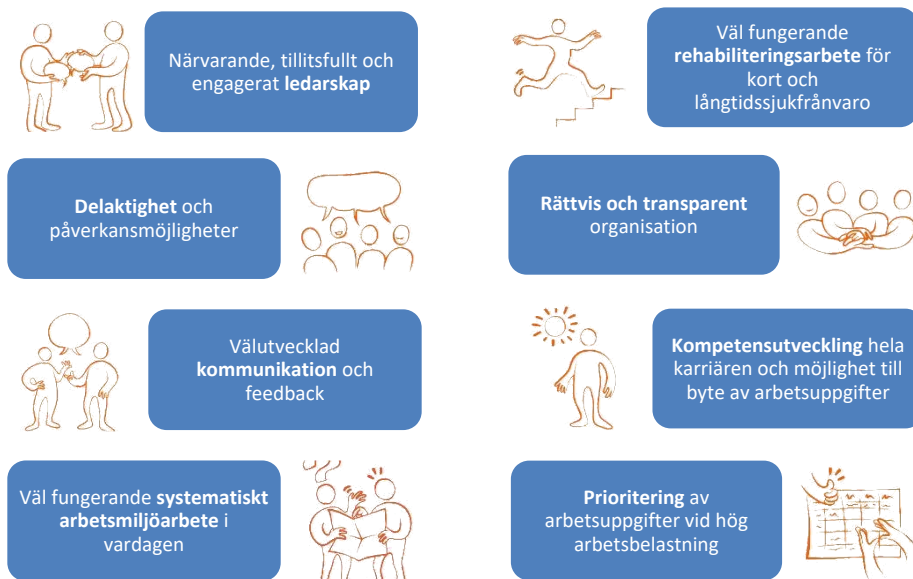 Närvarande, tillitsfullt och
engagerat ledarskap
Väl fungerande
rehabiliteringsarbete för
kort och
långtidssjukfrånvaro
Delaktighet och
påverkansmöjligheter
Rättvis och transparent
organisation
Välutvecklad
kommunikation och
feedback
Kompetensutveckling hela
karriären och möjlighet till
byte av arbetsuppgifter
Väl fungerande systematiskt
arbetsmiljöarbete i
vardagen
Prioritering av
arbetsuppgifter vid hög
arbetsbelastning